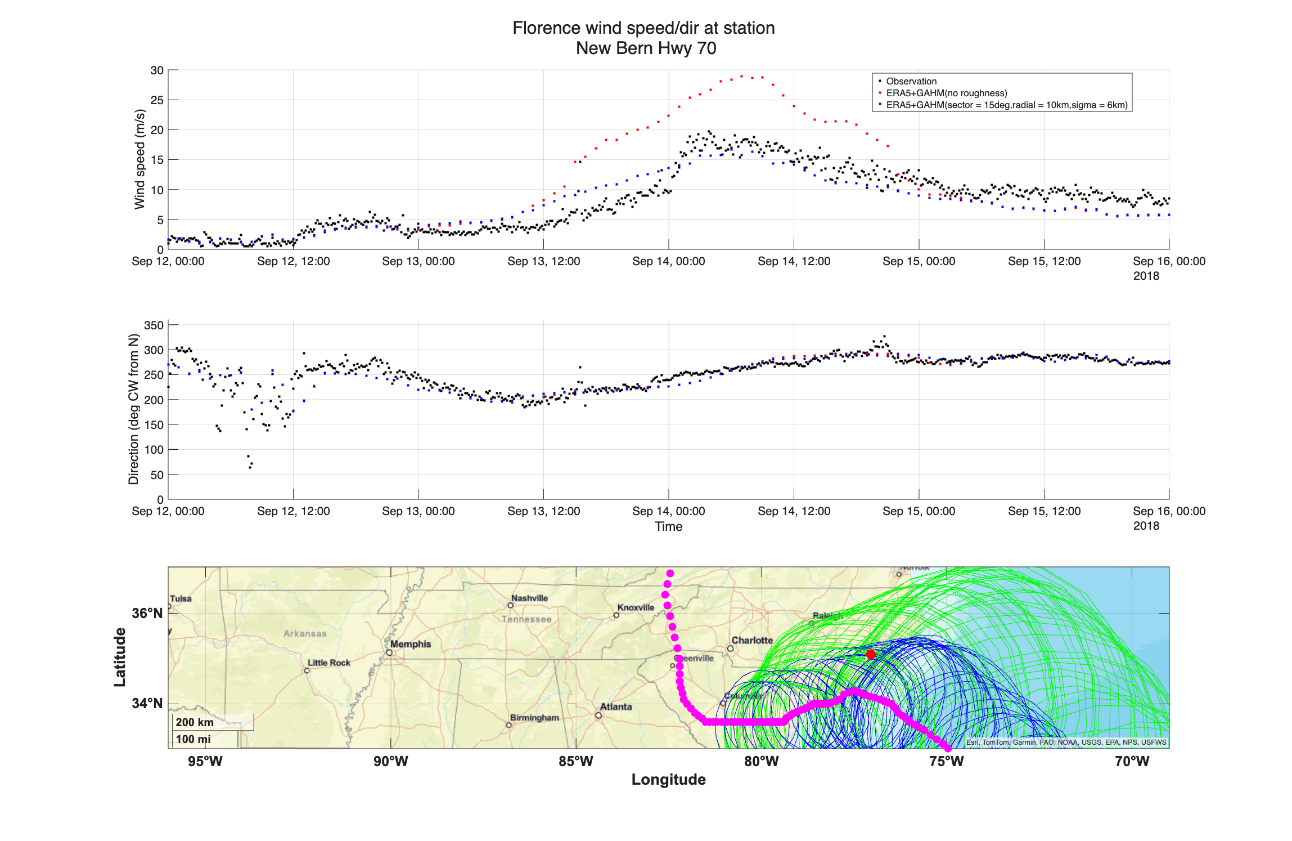 Florence wind speed/dir at station
New Bern Hwy 70
30
25
20
15
10
5
0
Wind speed (m/s)
Observation
ERA5+GAHM(no roughness)
ERA5+GAHM(sector = 15deg,radial = 10km,sigma = 6km)
Sep 12, 00:00 Sep 12, 12:00 Sep 13, 00:00 Sep 13, 12:00 Sep 14, 00:00 Sep 14, 12:00 Sep 15, 00:00 Sep 15, 12:00 Sep 16, 00:00
2018
350
300
250
200
150
100
50
0
Direction (deg CW from N)
Sep 12, 00:00 Sep 12, 12:00 Sep 13, 00:00 Sep 13, 12:00 Sep 14, 00:00 Sep 14, 12:00 Sep 15, 00:00 Sep 15, 12:00 Sep 16, 00:00
Time
2018
Norfolk
Tulsa
Nashville
Knoxville
36°N
Tennessee
Raleigh
Arkansas
Memphis
Charlotte
Little Rock
eenville
Latitude
34°N
Columbia
Atlanta
Birmingham
200 km
100 mi
Esri, TomTom, Garmin, FAO, NOAA, USGS, EPA, NPS, USFWS
95°W 90°W 85°W 80°W 75°W 70°W
Longitude